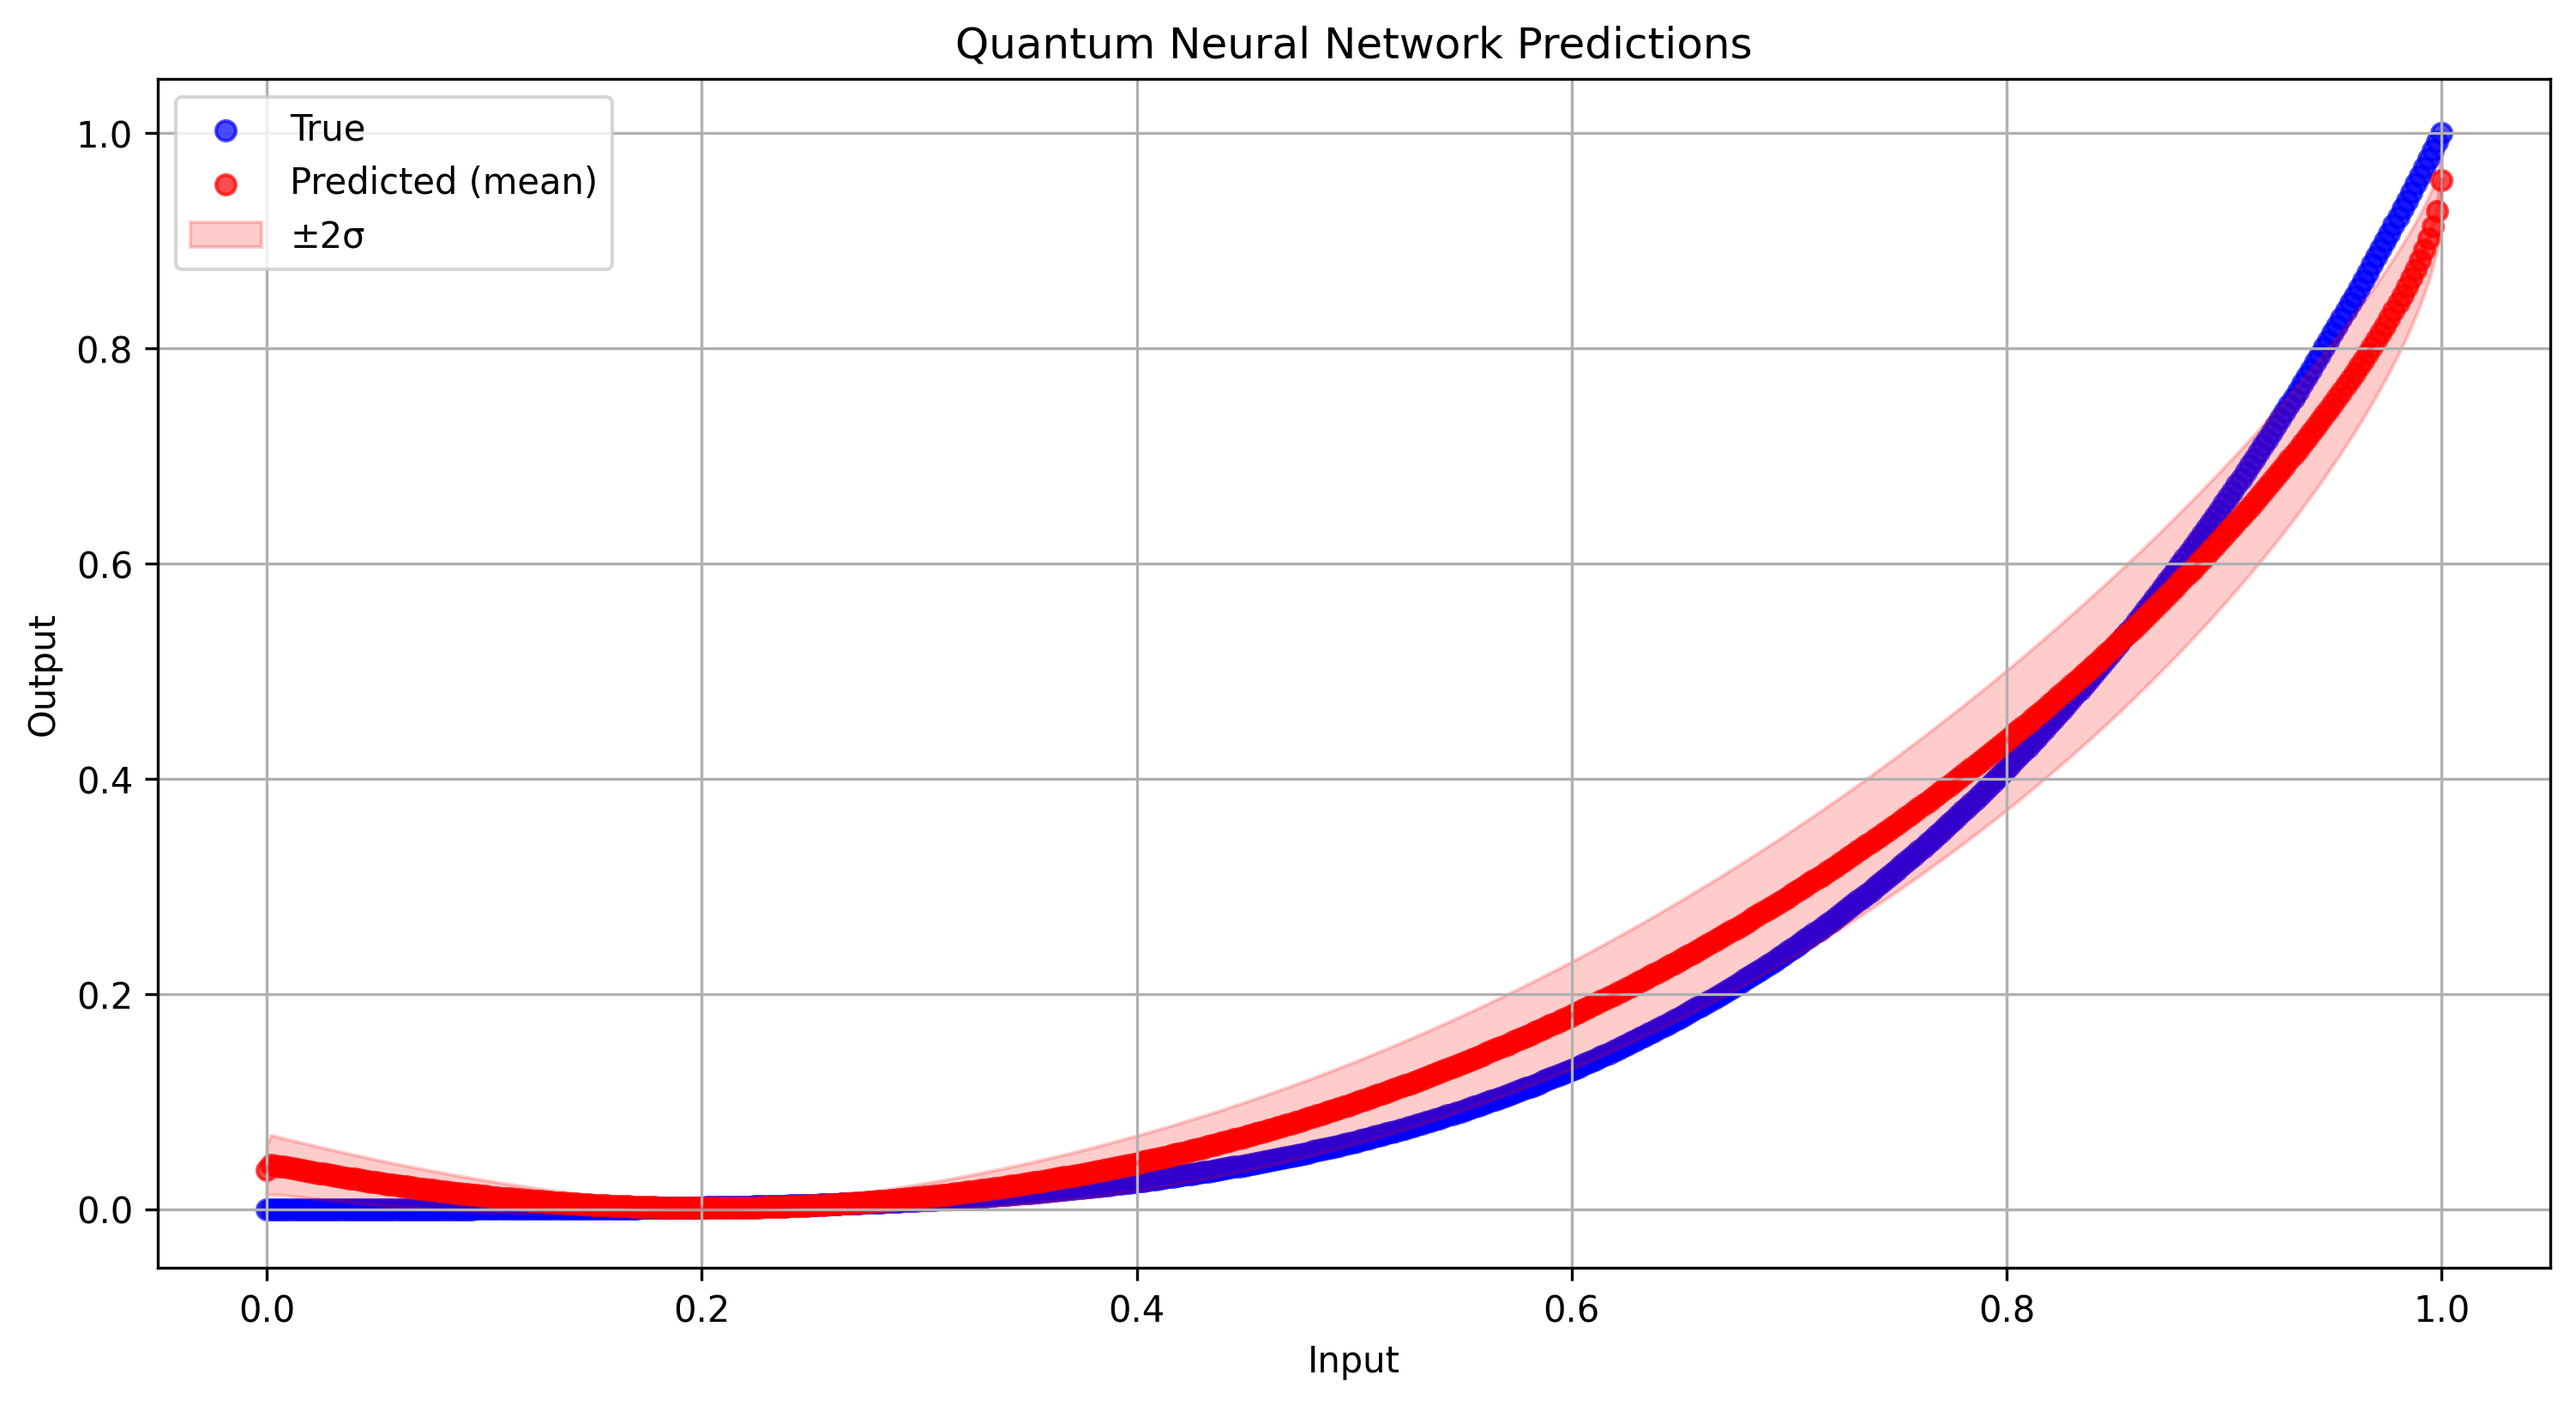 Quantum Neural Network Predictions
True
Predicted (mean)
±2σ
1.0
0.8
0.6
0.4
0.2
0.0
Output
0.0 0.2 0.4 0.6 0.8 1.0
Input